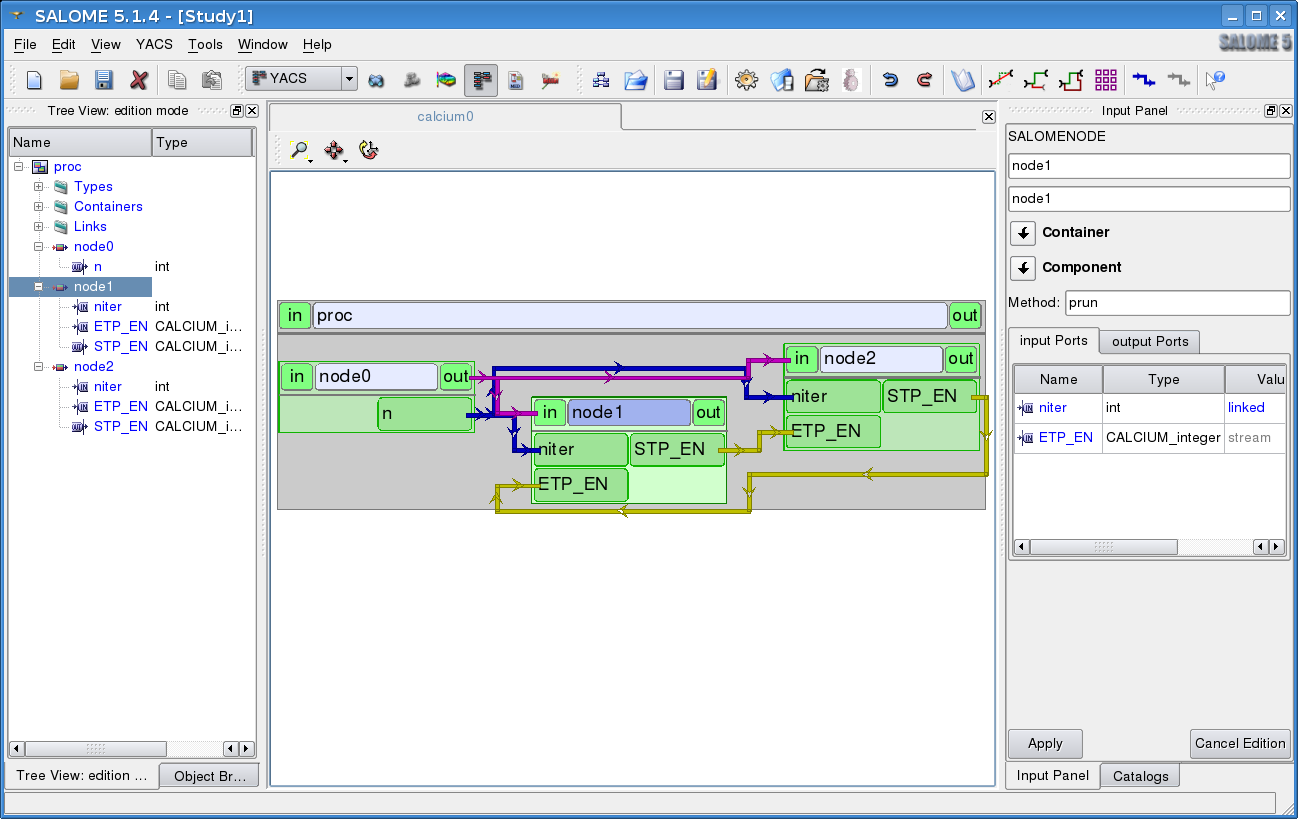 SALOME 5.1.4 - [Study1]
File Edit View YACS Tools Window Help
SALOME 5
YACS
Tree View: edition mode
Name Type
proc
Types
Containers
Links
node0
n int
node1
niter int
ETP_EN CALCIUM_i...
STP_EN CALCIUM_i...
node2
niter int
ETP_EN CALCIUM_i...
STP_EN CALCIUM_i...
Tree View: edition ... Object Br...
calcium0
in proc out
in node0 out
n
in node1 out
niter STP_EN
ETP_EN
in node2 out
niter STP_EN
ETP_EN
Input Panel
SALOMENODE
node1
node1
Container
Component
Method: prun
input Ports output Ports
Name Type Valu
niter int linked
ETP_EN CALCIUM_integer stream
Apply Cancel Edition
Input Panel Catalogs